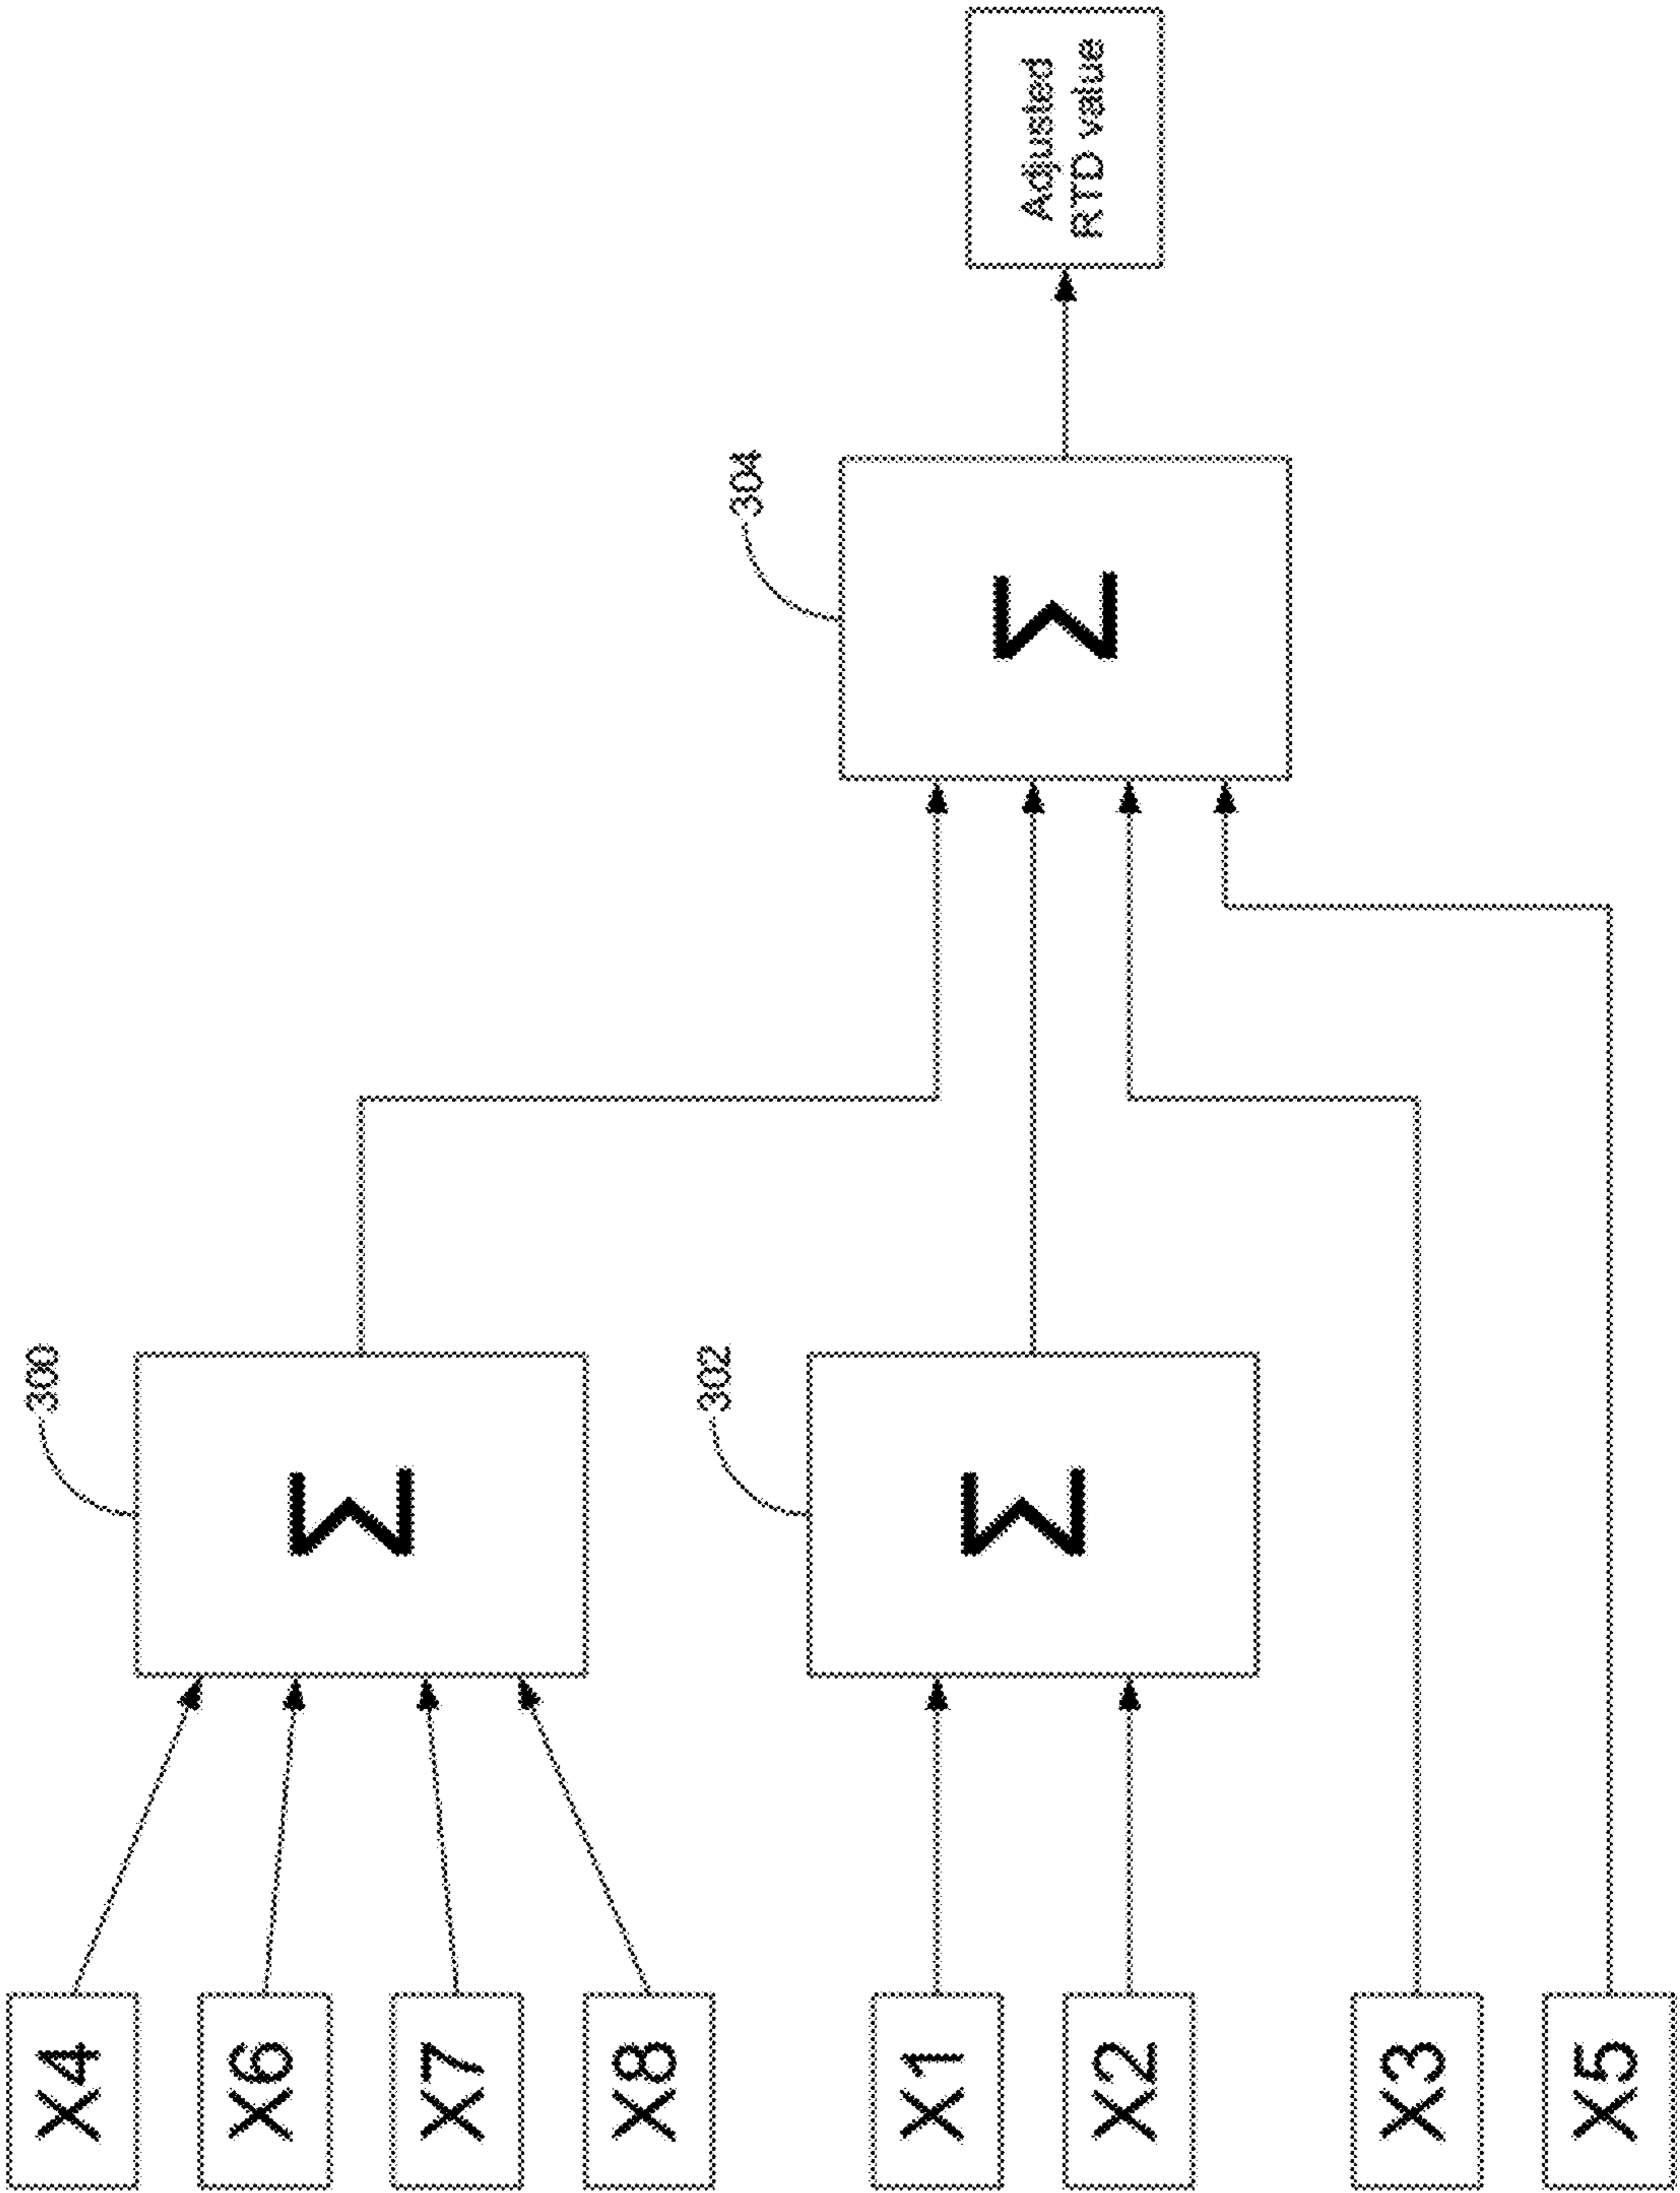 X4
X6
X7
X8
X1
X2
X3
X5
300
Σ
302
Σ
304
Σ
Adjusted
RTD value